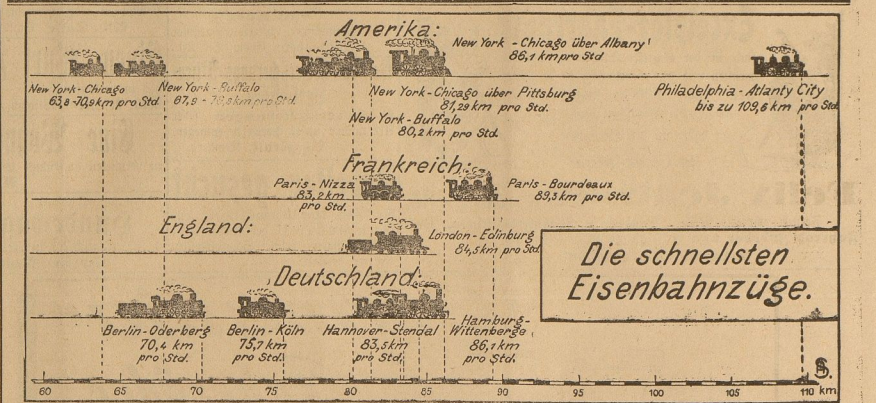 Amerika:
New York - Chicago über Albany
86,1 km pro Std
New York - Chicago
63,8-70,9 km pro Std.
New York - Buffalo
pro Std.
New York - Chicago über Pittsburg
81,29 km pro Std.
New York - Buffalo
80,2 km pro Std.
Philadelphia - Atlanty City
bis zu 109,6 km pro Std.
Frankreich:
Paris - Nizza
83,2 km
pro Std.
Paris - Bourdeaux
89,3 km pro Std.
England:
London - Edinburg
84,5 km pro Std.
Die schnellsten
Eisenbahnzüge.
Deutschland:
Berlin - Oderberg
70,4 km
pro Std.
Berlin - Köln
75,7 km
pro Std.
Hannover - Stendal
83,5 km
pro Std.
Hamburg -
Wittenberge
86,1 km
pro Std.
60 65 70 75 80 85 90 95 100 105 110 km